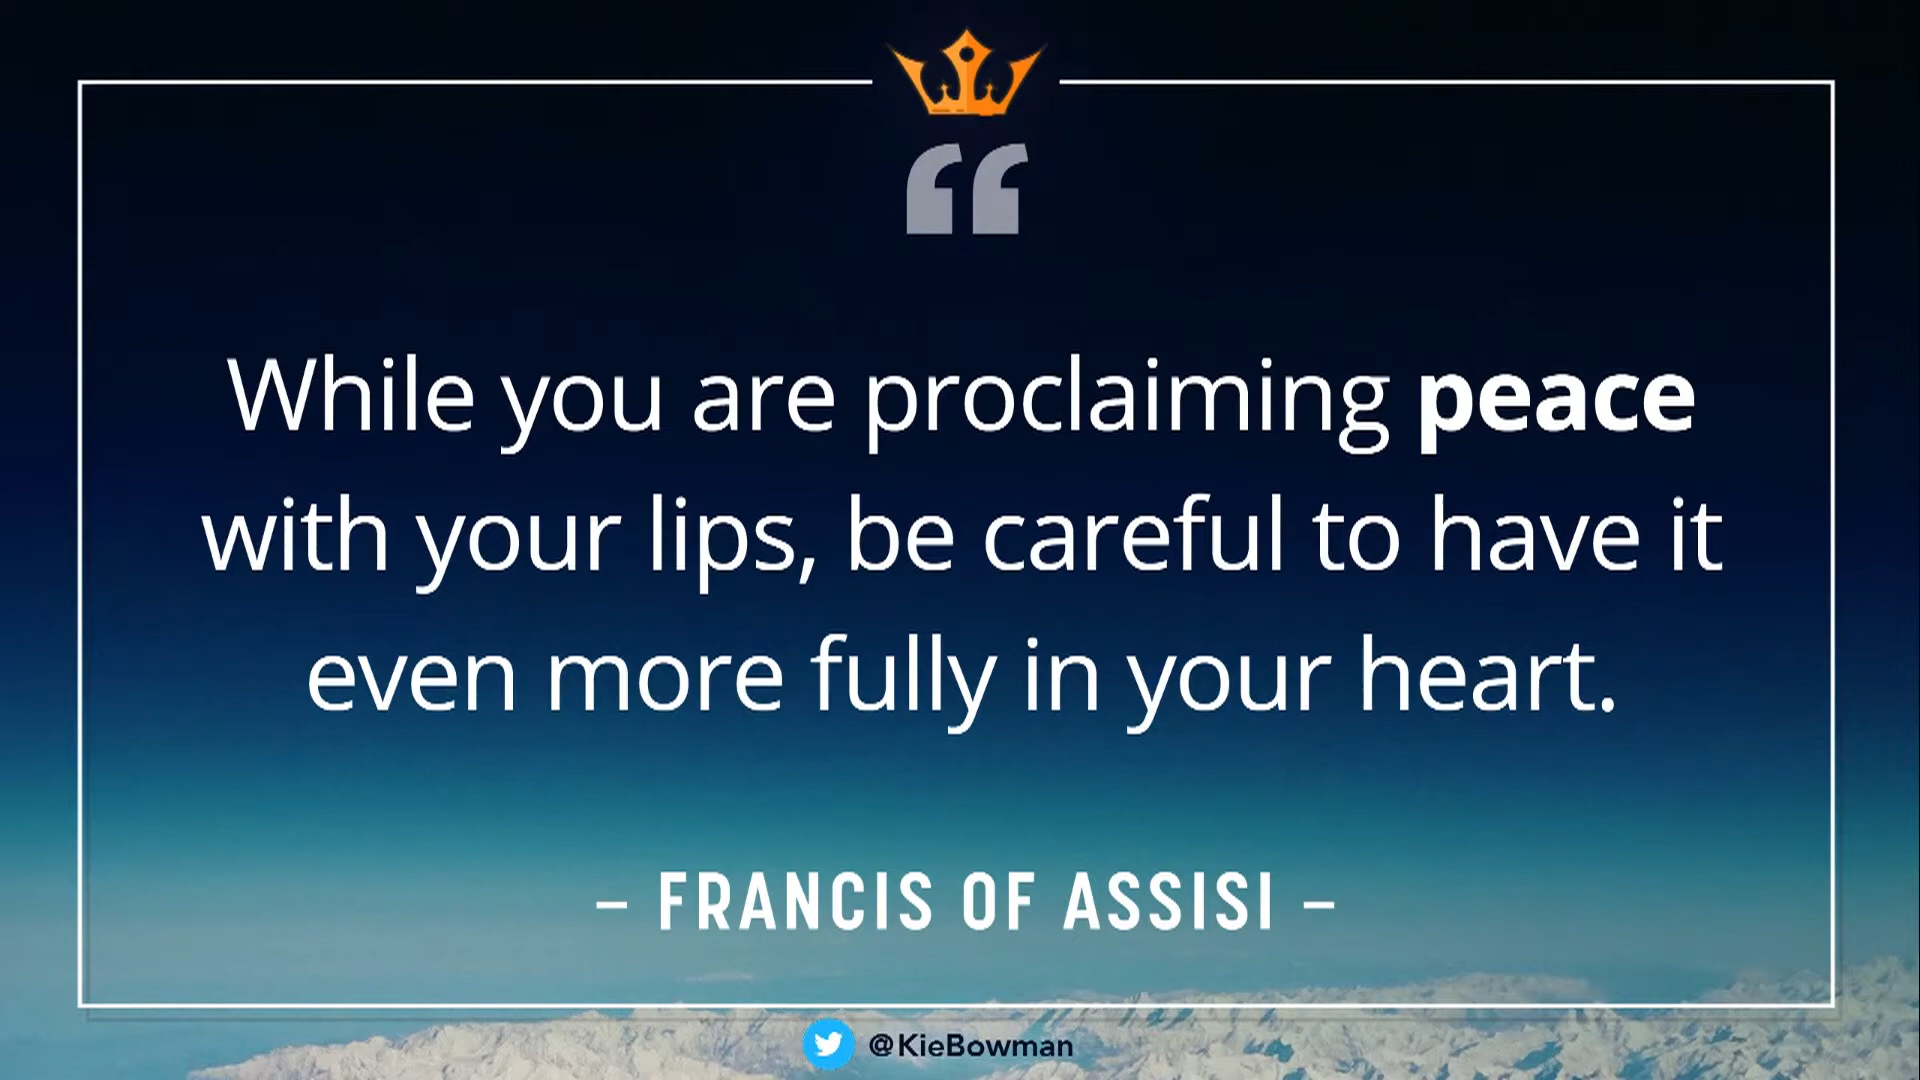 “
While you are proclaiming peace
with your lips, be careful to have it
even more fully in your heart.
– FRANCIS OF ASSISI –
@KieBowman